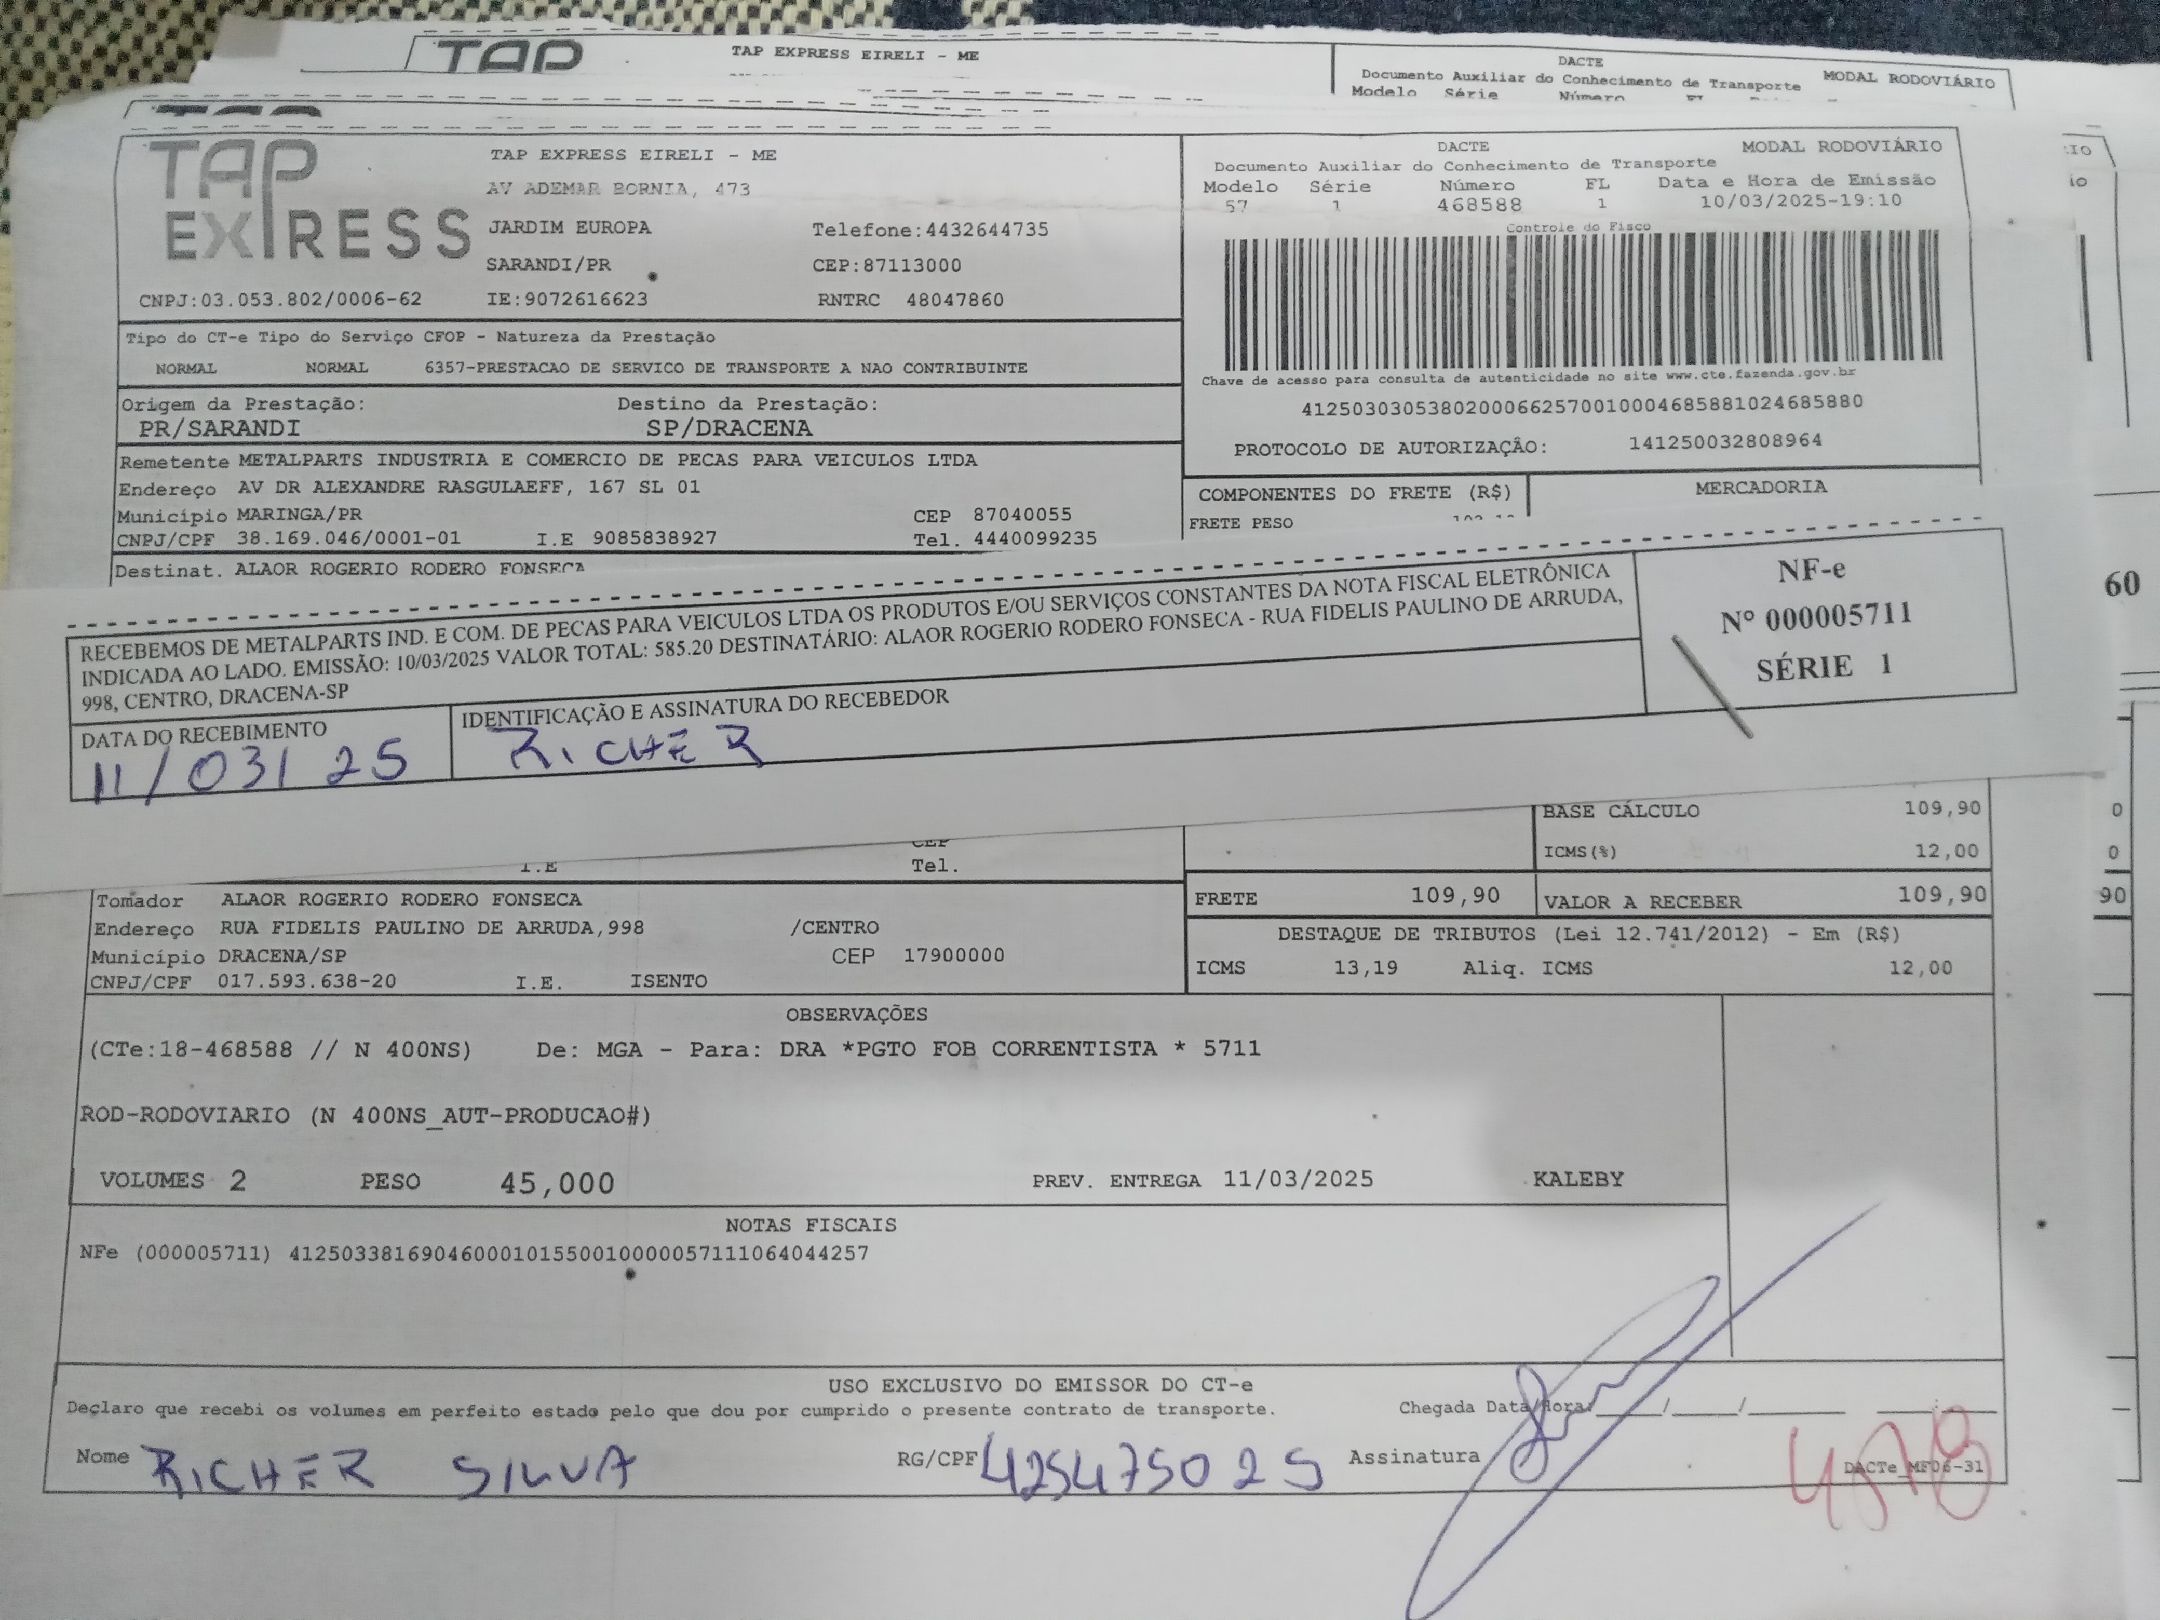 TAP
TAP EXPRESS EIRELI - ME
DACTE
Documento Auxiliar do Conhecimento de Transporte
MODAL RODOVIÁRIO
Modelo Série Número
TAP EXPRESS
TAP EXPRESS EIRELI - ME
AV ADEMAR BORNIA, 473
JARDIM EUROPA
Telefone:4432644735
SARANDI/PR
CEP:87113000
CNPJ:03.053.802/0006-62
IE:9072616623
RNTRC 48047860
DACTE
MODAL RODOVIÁRIO
Documento Auxiliar do Conhecimento de Transporte
Modelo Série Número FL Data e Hora de Emissão
57 1 468588 1 10/03/2025-19:10
Controle do Fisco
Chave de acesso para consulta de autenticidade no site www.cte.fazenda.gov.br
41250303053802000662570010004685881024685880
PROTOCOLO DE AUTORIZAÇÃO: 141250032808964
Tipo do CT-e Tipo do Serviço CFOP - Natureza da Prestação
NORMAL NORMAL 6357-PRESTACAO DE SERVICO DE TRANSPORTE A NAO CONTRIBUINTE
Origem da Prestação: Destino da Prestação:
PR/SARANDI SP/DRACENA
Remetente METALPARTS INDUSTRIA E COMERCIO DE PECAS PARA VEICULOS LTDA
Endereço AV DR ALEXANDRE RASGULAEFF, 167 SL 01
Município MARINGA/PR CEP 87040055
CNPJ/CPF 38.169.046/0001-01 I.E 9085838927 Tel. 4440099235
Destinat. ALAOR ROGERIO RODERO FONSECA
COMPONENTES DO FRETE (R$) MERCADORIA
FRETE PESO
RECEBEMOS DE METALPARTS IND. E COM. DE PECAS PARA VEICULOS LTDA OS PRODUTOS E/OU SERVIÇOS CONSTANTES DA NOTA FISCAL ELETRÔNICA
INDICADA AO LADO. EMISSÃO: 10/03/2025 VALOR TOTAL: 585.20 DESTINATÁRIO: ALAOR ROGERIO RODERO FONSECA - RUA FIDELIS PAULINO DE ARRUDA,
998, CENTRO, DRACENA-SP
DATA DO RECEBIMENTO
11/03/25
IDENTIFICAÇÃO E ASSINATURA DO RECEBEDOR
RICHER
NF-e
Nº 000005711
SÉRIE 1
60
BASE CÁLCULO 109,90
ICMS(%) 12,00
I.E
CEP
Tel.
FRETE 109,90 VALOR A RECEBER 109,90
90
Tomador ALAOR ROGERIO RODERO FONSECA
Endereço RUA FIDELIS PAULINO DE ARRUDA,998 /CENTRO
Município DRACENA/SP CEP 17900000
CNPJ/CPF 017.593.638-20 I.E. ISENTO
DESTAQUE DE TRIBUTOS (Lei 12.741/2012) - Em (R$)
ICMS 13,19 Aliq. ICMS 12,00
OBSERVAÇÕES
(CTe:18-468588 // N 400NS) De: MGA - Para: DRA *PGTO FOB CORRENTISTA * 5711
ROD-RODOVIARIO (N 400NS_AUT-PRODUCAO#)
VOLUMES 2 PESO 45,000 PREV. ENTREGA 11/03/2025 KALEBY
NOTAS FISCAIS
NFe (000005711) 41250338169046000101550010000057111064044257
USO EXCLUSIVO DO EMISSOR DO CT-e
Declaro que recebi os volumes em perfeito estado pelo que dou por cumprido o presente contrato de transporte.
Chegada Data/Hora: ____/____/______ ___:___
Nome RICHER SILVA RG/CPF 425475025 Assinatura
DACTe_MF06-31